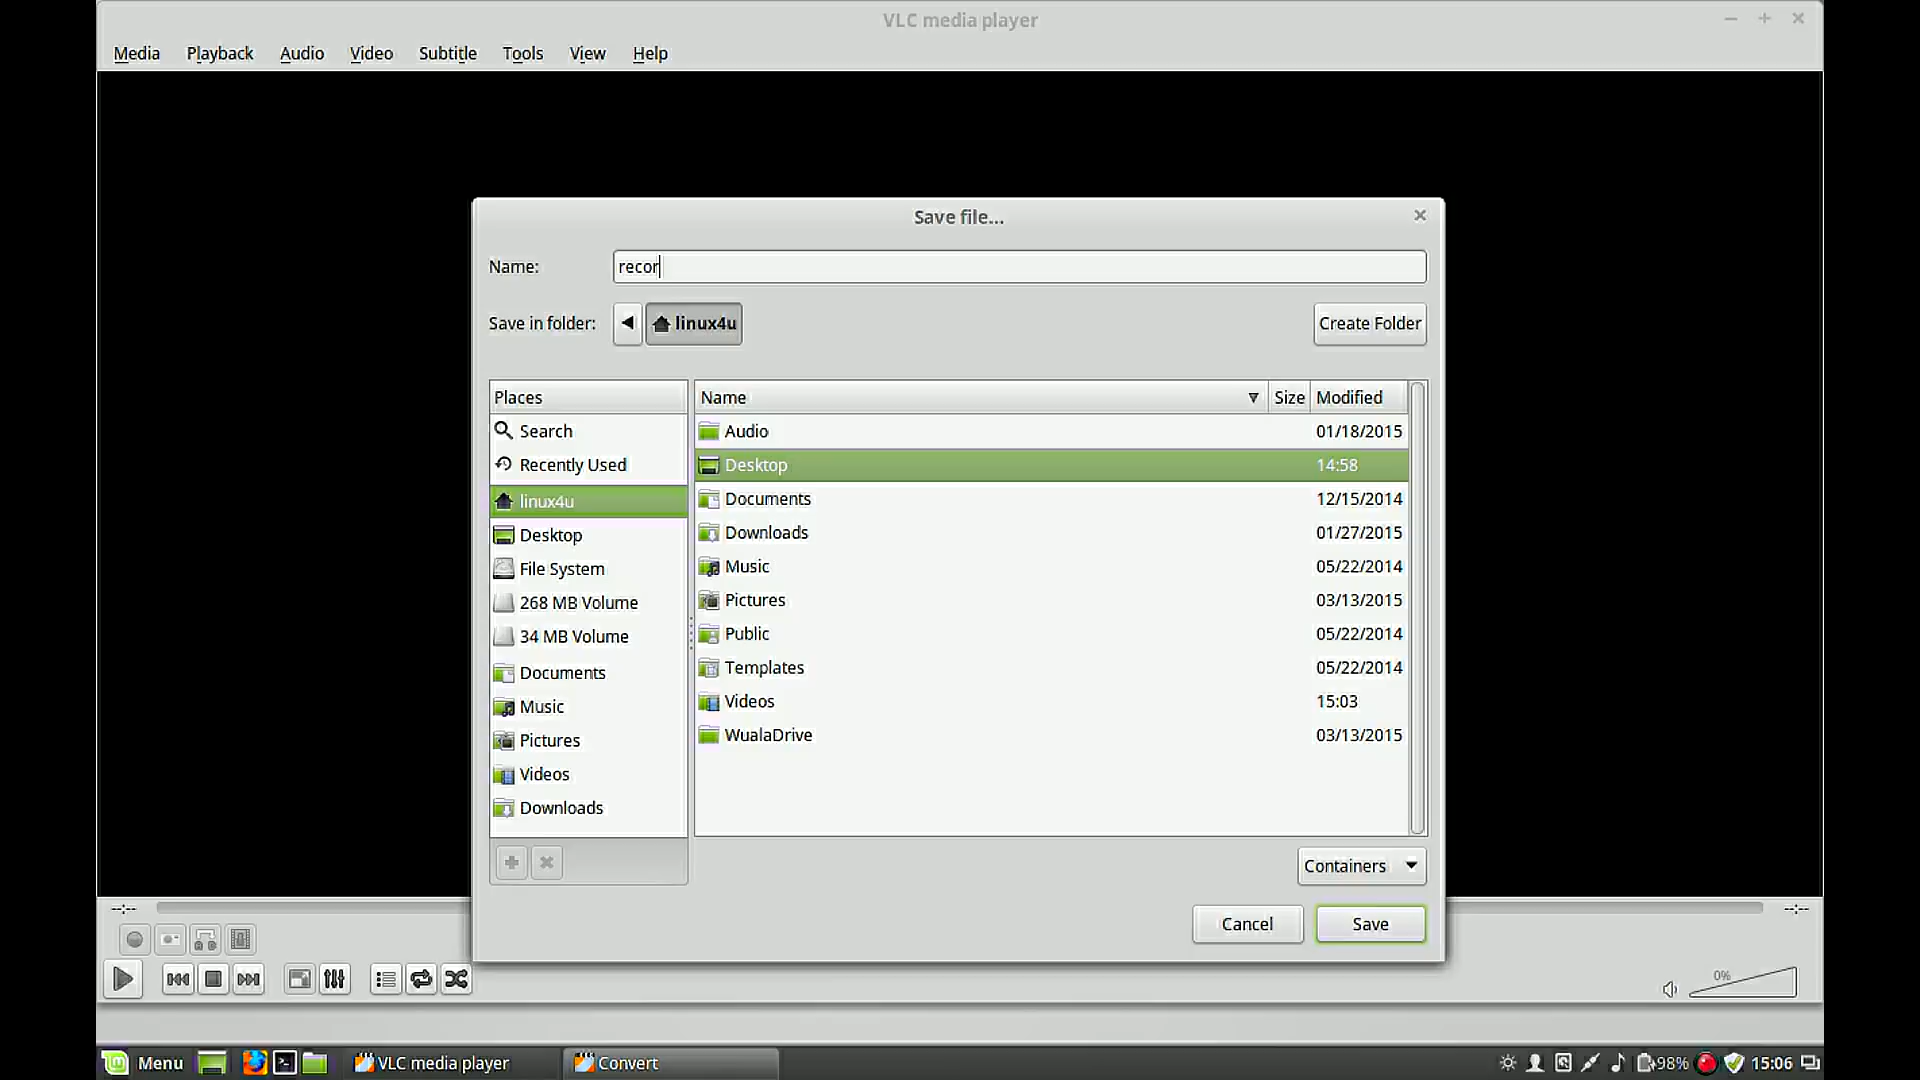 VLC media player
Media Playback Audio Video Subtitle Tools View Help
Save file...
Name: recor
Save in folder: linux4u Create Folder
Places Name Size Modified
Search Audio 01/18/2015
Recently Used Desktop 14:58
linux4u Documents 12/15/2014
Desktop Downloads 01/27/2015
File System Music 05/22/2014
268 MB Volume Pictures 03/13/2015
34 MB Volume Public 05/22/2014
Documents Templates 05/22/2014
Music Videos 15:03
Pictures WualaDrive 03/13/2015
Videos
Downloads
Containers
Cancel Save
--:-- --:--
0%
Menu VLC media player Convert 98% 15:06